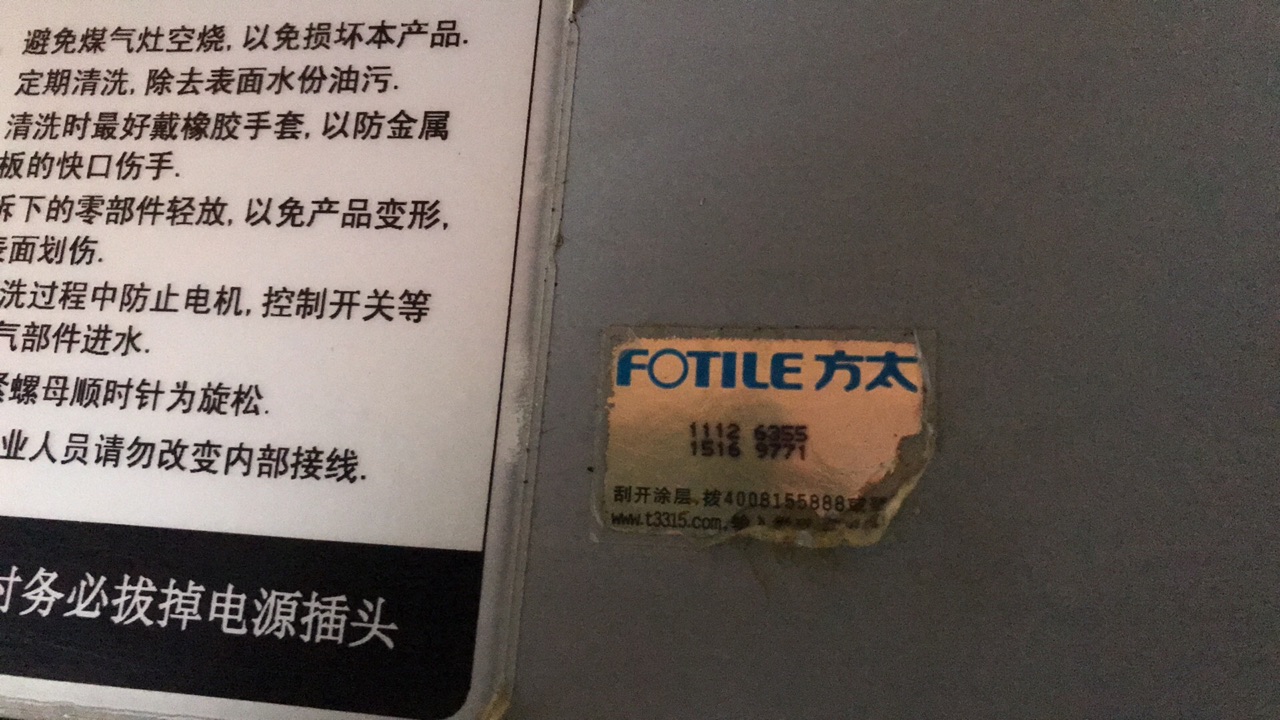 避免煤气灶空烧,以免损坏本产品.
定期清洗,除去表面水份油污.
清洗时最好戴橡胶手套,以防金属
板的快口伤手.
拆下的零部件轻放,以免产品变形,
表面划伤.
洗过程中防止电机,控制开关等
气部件进水.
紧螺母顺时针为旋松.
业人员请勿改变内部接线.
时务必拔掉电源插头
FOTILE 方太
1112 6355
1516 9771
刮开涂层,拨4008155888或
www.t3315.com,输入